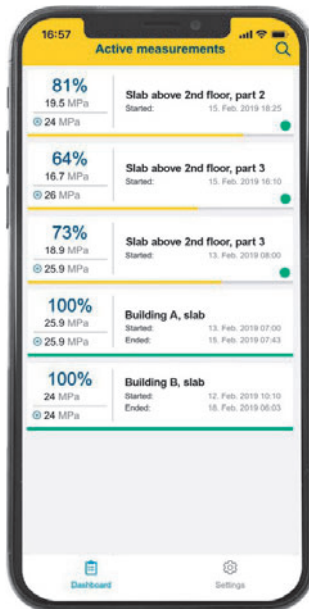 16:57
Active measurements
81%
19.5 MPa
24 MPa
Slab above 2nd floor, part 2
Started: 15. Feb. 2019 18:25
64%
16.7 MPa
26 MPa
Slab above 2nd floor, part 3
Started: 15. Feb. 2019 16:10
73%
18.9 MPa
25.9 MPa
Slab above 2nd floor, part 3
Started: 13. Feb. 2019 08:00
100%
25.9 MPa
25.9 MPa
Building A, slab
Started: 13. Feb. 2019 07:00
Ended: 15. Feb. 2019 07:43
100%
24 MPa
24 MPa
Building B, slab
Started: 12. Feb. 2019 10:10
Ended: 18. Feb. 2019 06:03
Dashboard
Settings